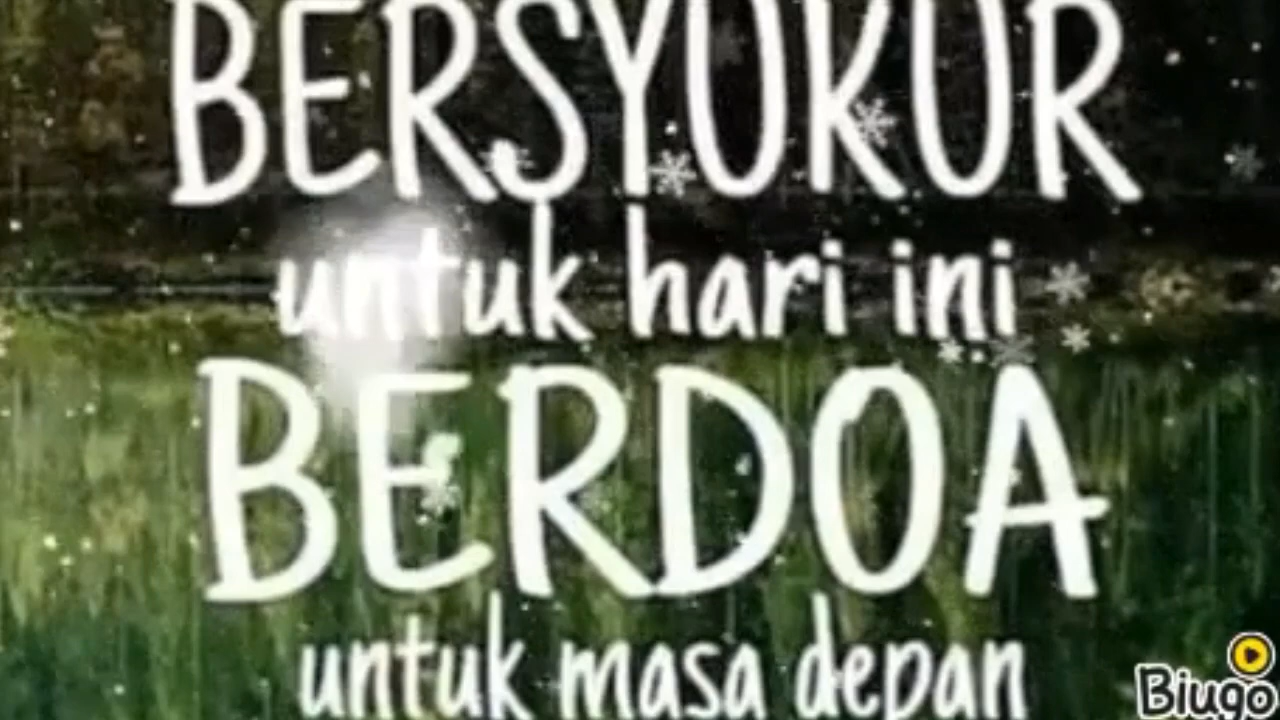 BERSYUKUR
untuk hari ini
BERDOA
untuk masa depan
Biugo